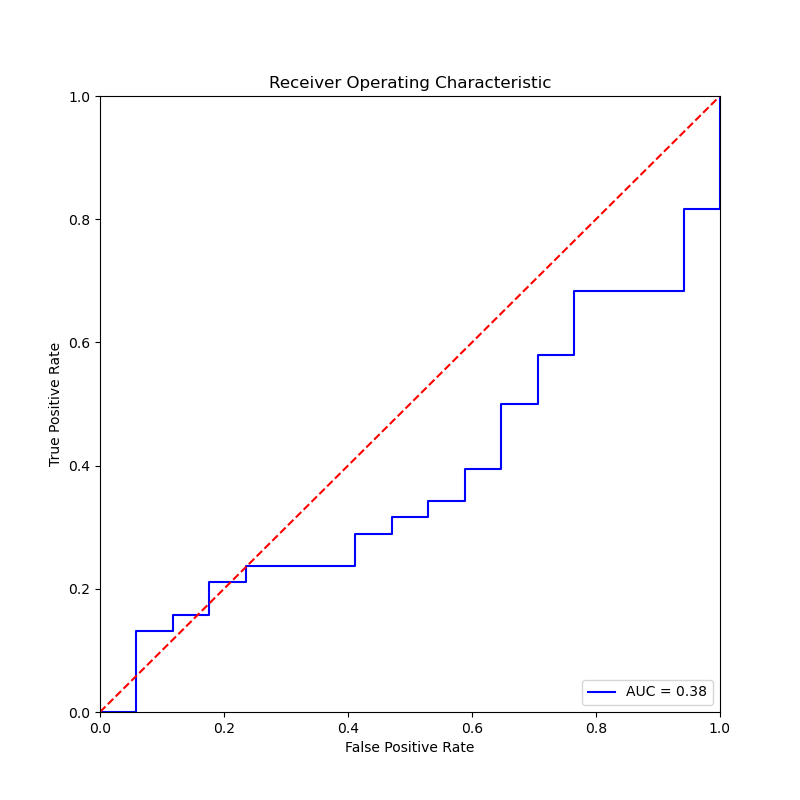 Receiver Operating Characteristic
True Positive Rate
1.0
0.8
0.6
0.4
0.2
0.0
AUC = 0.38
0.0 0.2 0.4 0.6 0.8 1.0
False Positive Rate